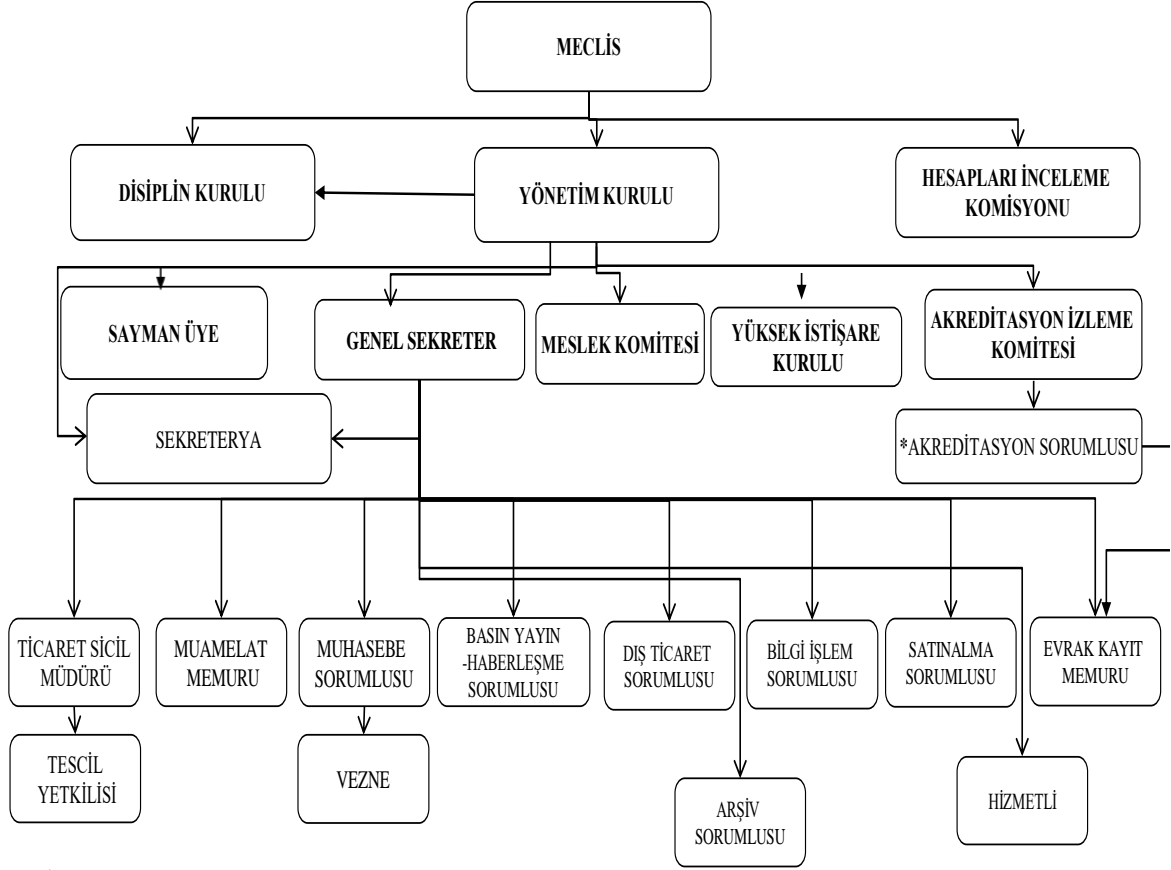 MECLİS
DİSİPLİN KURULU
YÖNETİM KURULU
HESAPLARI İNCELEME
KOMİSYONU
SAYMAN ÜYE
GENEL SEKRETER
MESLEK KOMİTESİ
YÜKSEK İSTİŞARE
KURULU
AKREDİTASYON İZLEME
KOMİTESİ
SEKRETERYA
*AKREDİTASYON SORUMLUSU
TİCARET SİCİL
MÜDÜRÜ
MUAMELAT
MEMURU
MUHASEBE
SORUMLUSU
BASIN YAYIN
-HABERLEŞME
SORUMLUSU
DIŞ TİCARET
SORUMLUSU
BİLGİ İŞLEM
SORUMLUSU
SATINALMA
SORUMLUSU
EVRAK KAYIT
MEMURU
TESCİL
YETKİLİSİ
VEZNE
ARŞİV
SORUMLUSU
HİZMETLİ